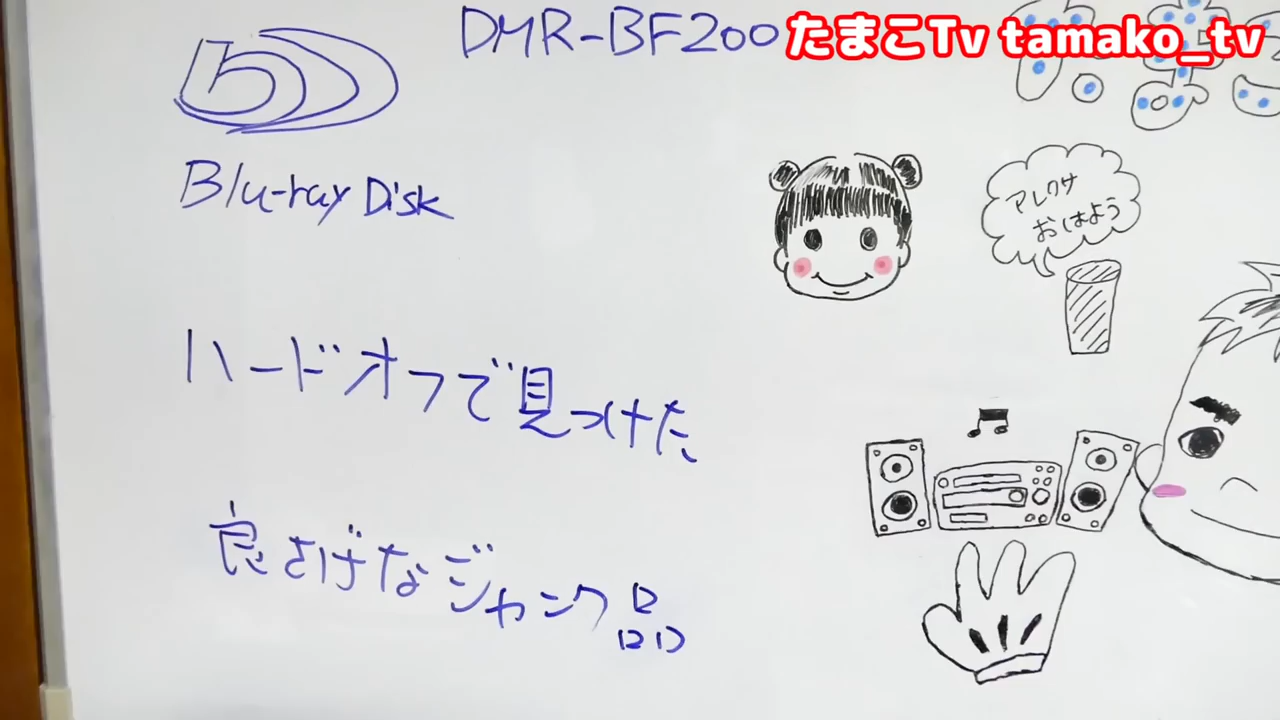 DMR-BF200
たまこTv tamako_tv
Blu-ray Disk
アレクサ
おはよう
ハードオフで見つけた
良さげなジャンク品